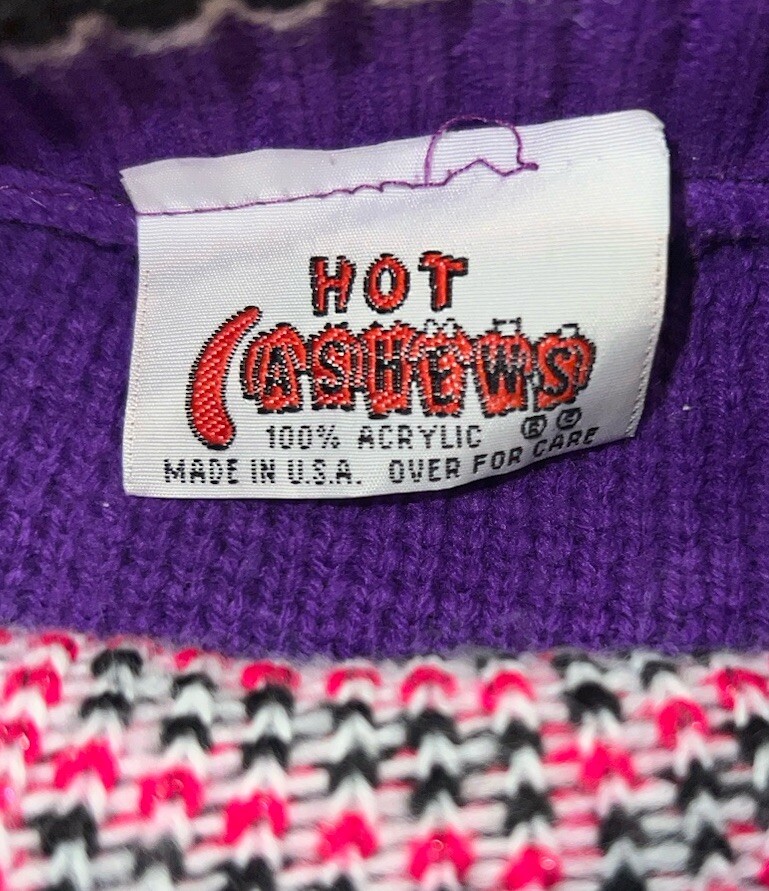 HOT
CASHEWS
100% ACRYLIC ® ©
MADE IN U.S.A. OVER FOR CARE